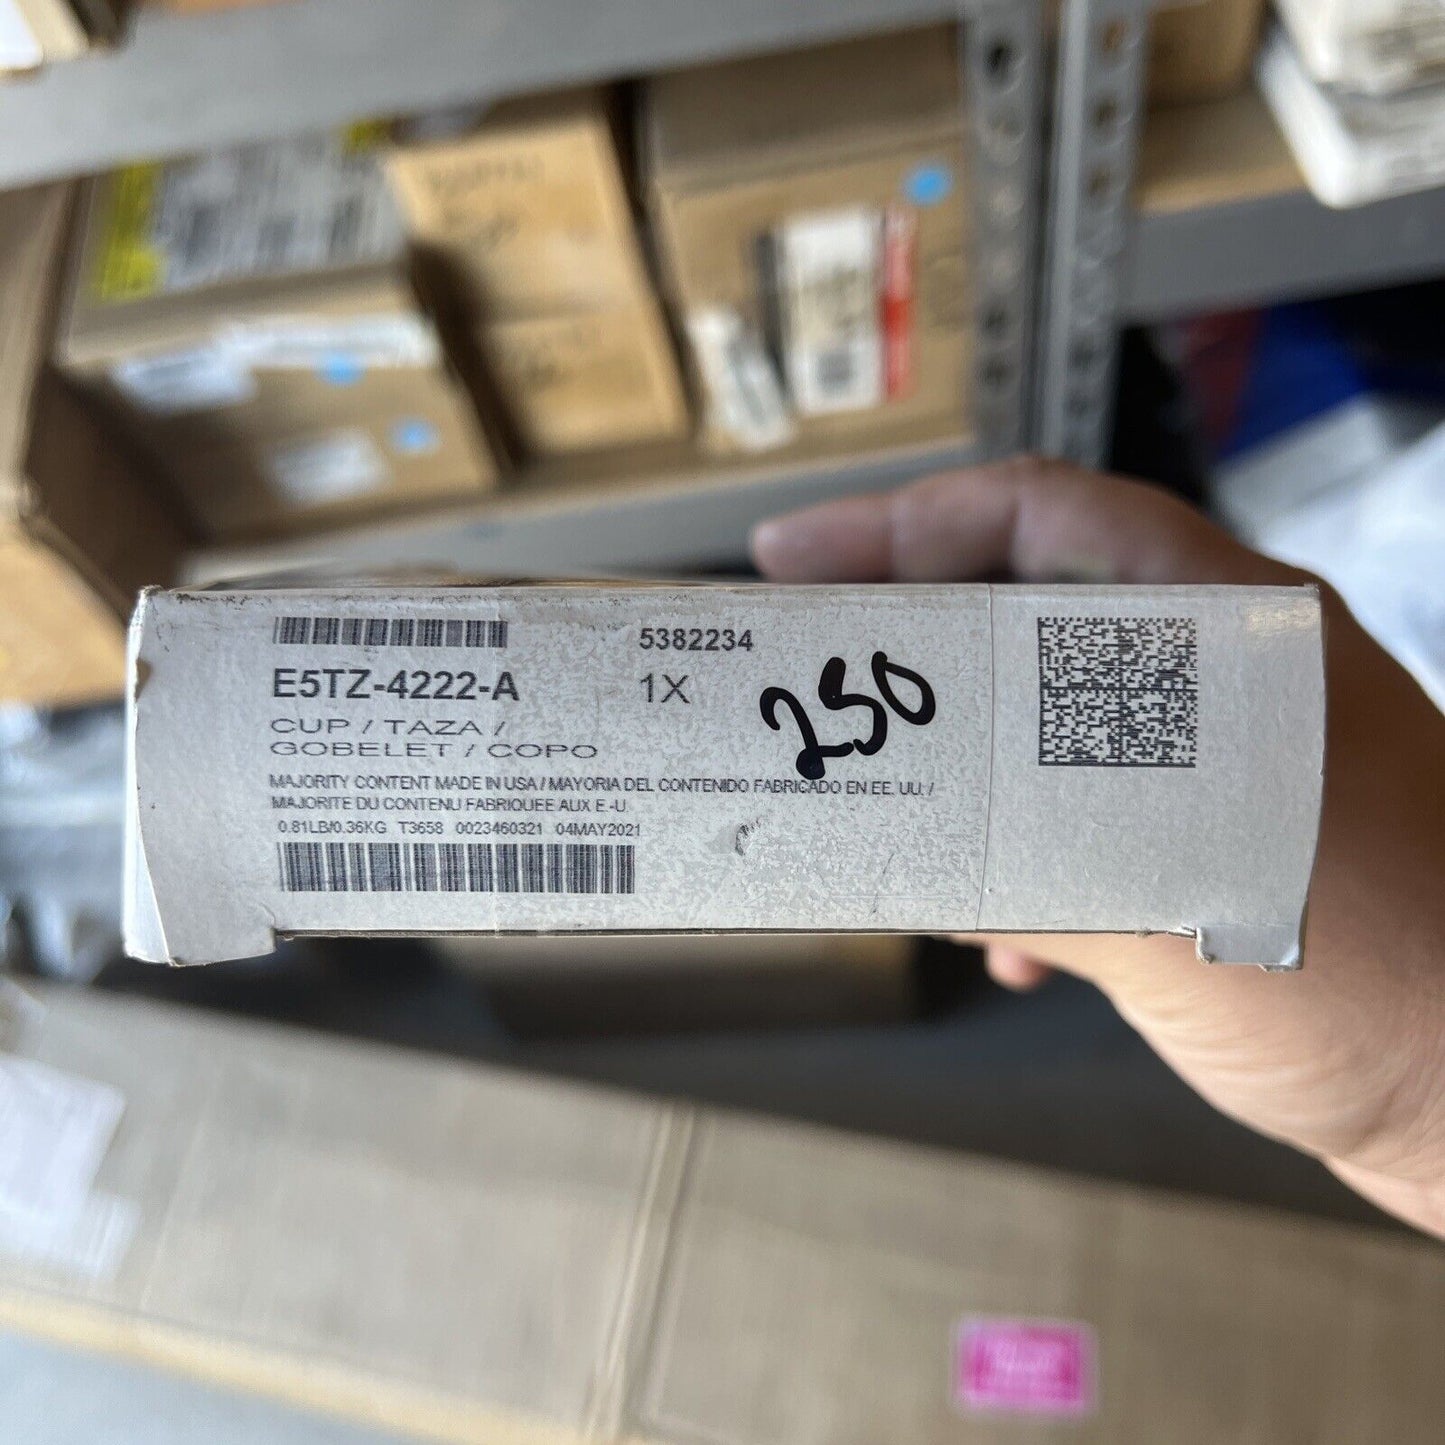 5382234
E5TZ-4222-A
1X
250
CUP / TAZA /
GOBELET / COPO
MAJORITY CONTENT MADE IN USA / MAYORIA DEL CONTENIDO FABRICADO EN EE. UU. /
MAJORITE DU CONTENU FABRIQUEE AUX E.-U.
0.81LB/0.36KG T3658 0023460321 04MAY2021